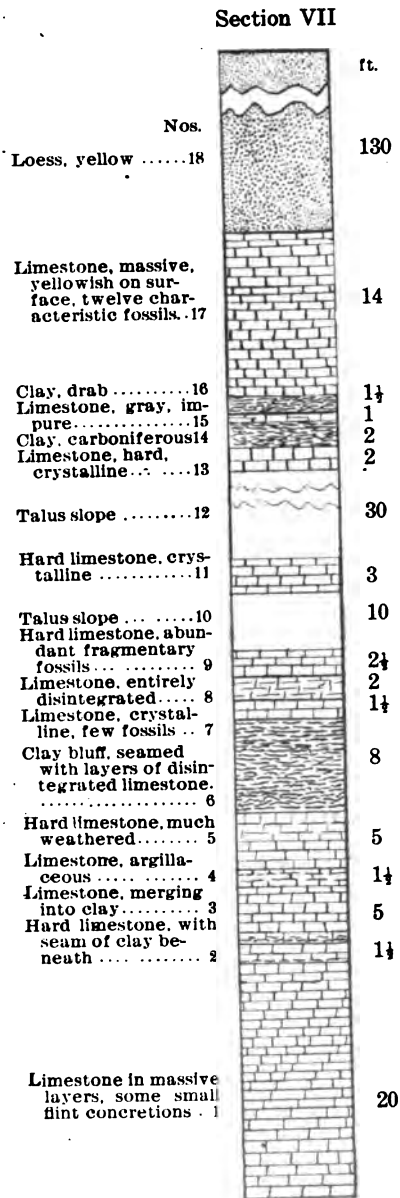 Section VII
ft.
Nos.
Loess, yellow ......18
130
Limestone, massive,
yellowish on sur-
face, twelve char-
acteristic fossils..17
14
Clay, drab ..........16
1½
Limestone, gray, im-
pure..............15
1
Clay, carboniferous14
2
Limestone, hard,
crystalline... .....13
2
Talus slope .........12
30
Hard limestone, crys-
talline ............11
3
Talus slope ... ......10
10
Hard limestone, abun-
dant fragmentary
fossils... ......... 9
2½
Limestone, entirely
disintegrated..... 8
2
Limestone, crystal-
line, few fossils .. 7
1½
Clay bluff, seamed
with layers of disin-
tegrated limestone.
.................. 6
8
Hard limestone, much
weathered........ 5
5
Limestone, argilla-
ceous ..... ....... 4
1½
Limestone, merging
into clay.......... 3
5
Hard limestone, with
seam of clay be-
neath .... ........ 2
1½
Limestone in massive
layers, some small
flint concretions . 1
20